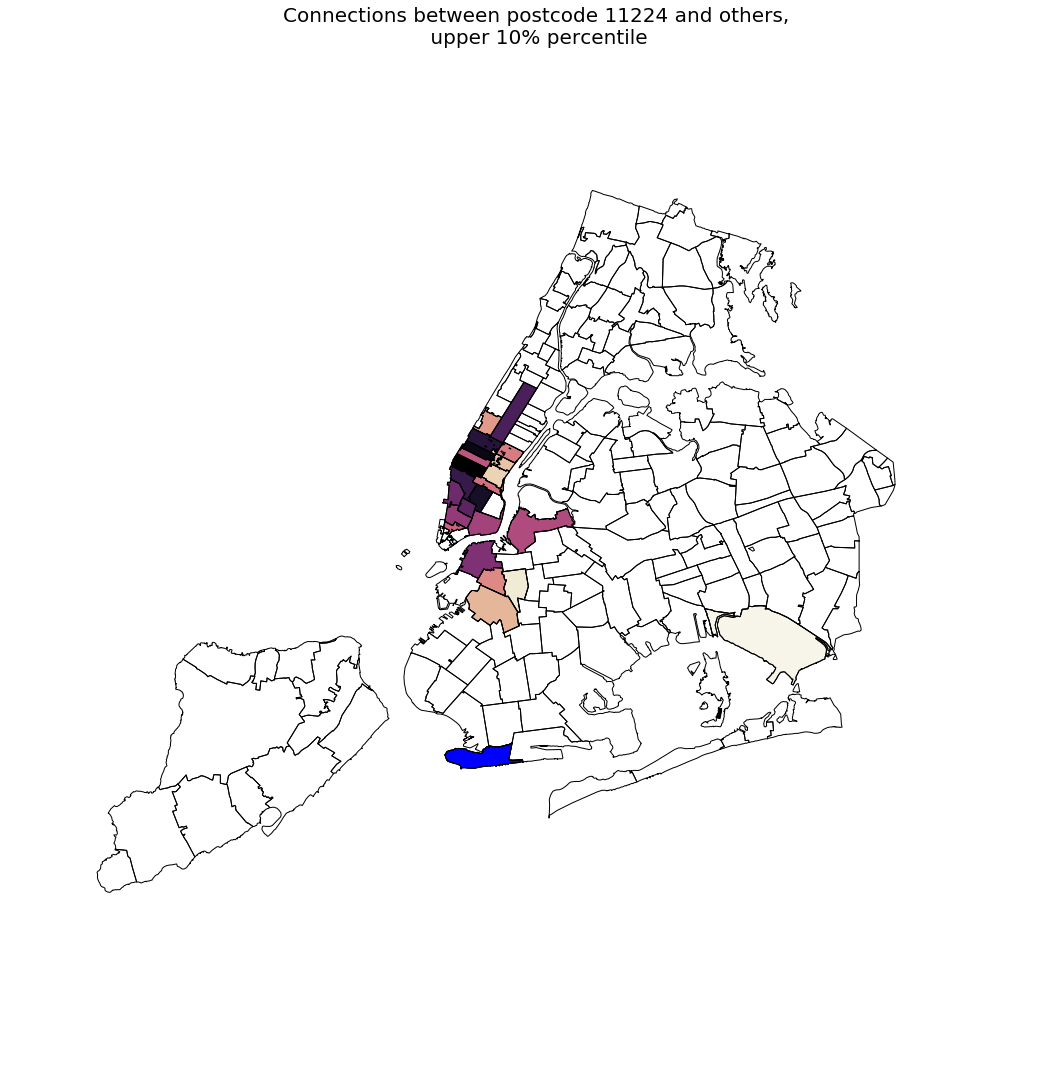 Connections between postcode 11224 and others,
upper 10% percentile